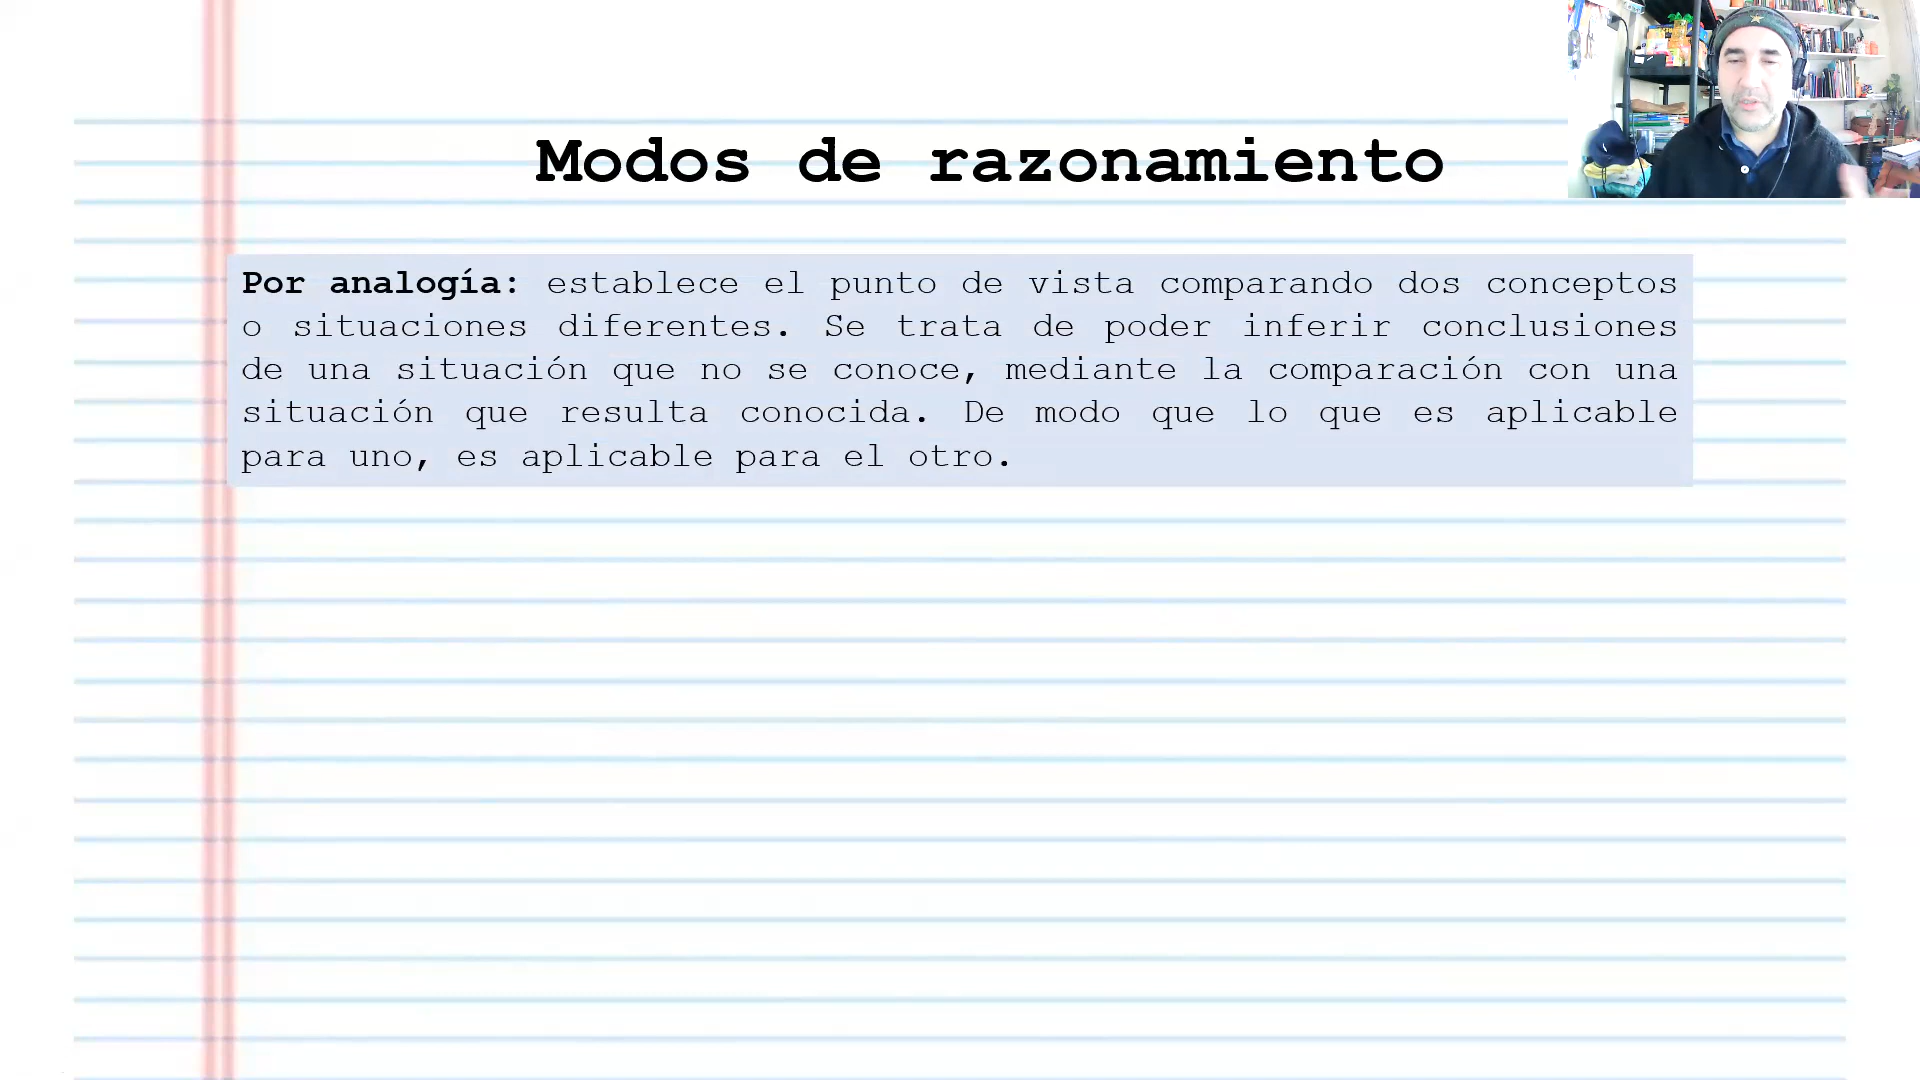 Modos de razonamiento
Por analogía: establece el punto de vista comparando dos conceptos
o situaciones diferentes. Se trata de poder inferir conclusiones
de una situación que no se conoce, mediante la comparación con una
situación que resulta conocida. De modo que lo que es aplicable
para uno, es aplicable para el otro.